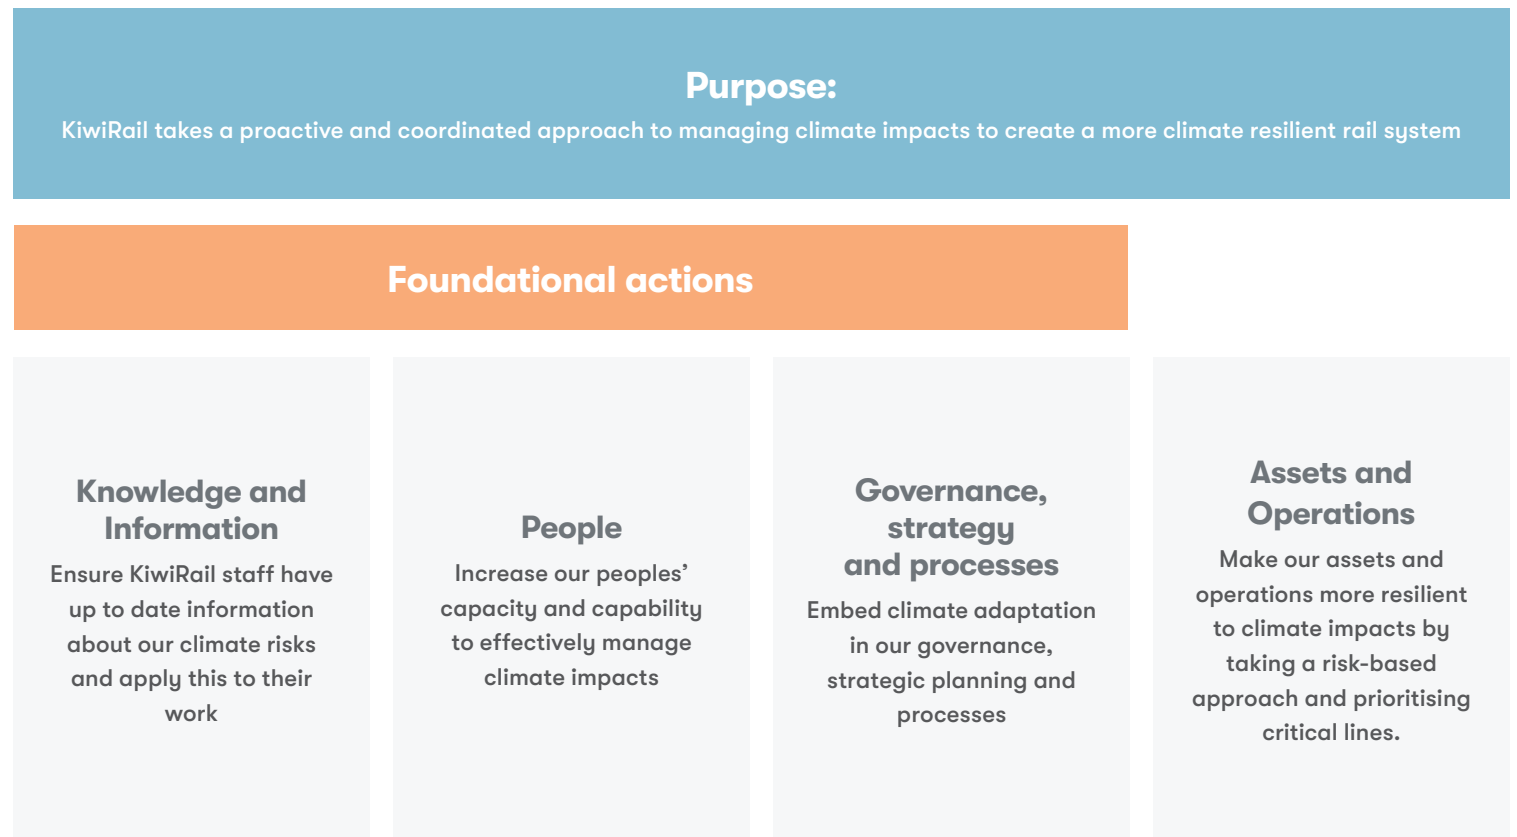 Purpose:
KiwiRail takes a proactive and coordinated approach to managing climate impacts to create a more climate resilient rail system
Foundational actions
Knowledge and
Information
Ensure KiwiRail staff have
up to date information
about our climate risks
and apply this to their
work
People
Increase our peoples’
capacity and capability
to effectively manage
climate impacts
Governance,
strategy
and processes
Embed climate adaptation
in our governance,
strategic planning and
processes
Assets and
Operations
Make our assets and
operations more resilient
to climate impacts by
taking a risk-based
approach and prioritising
critical lines.